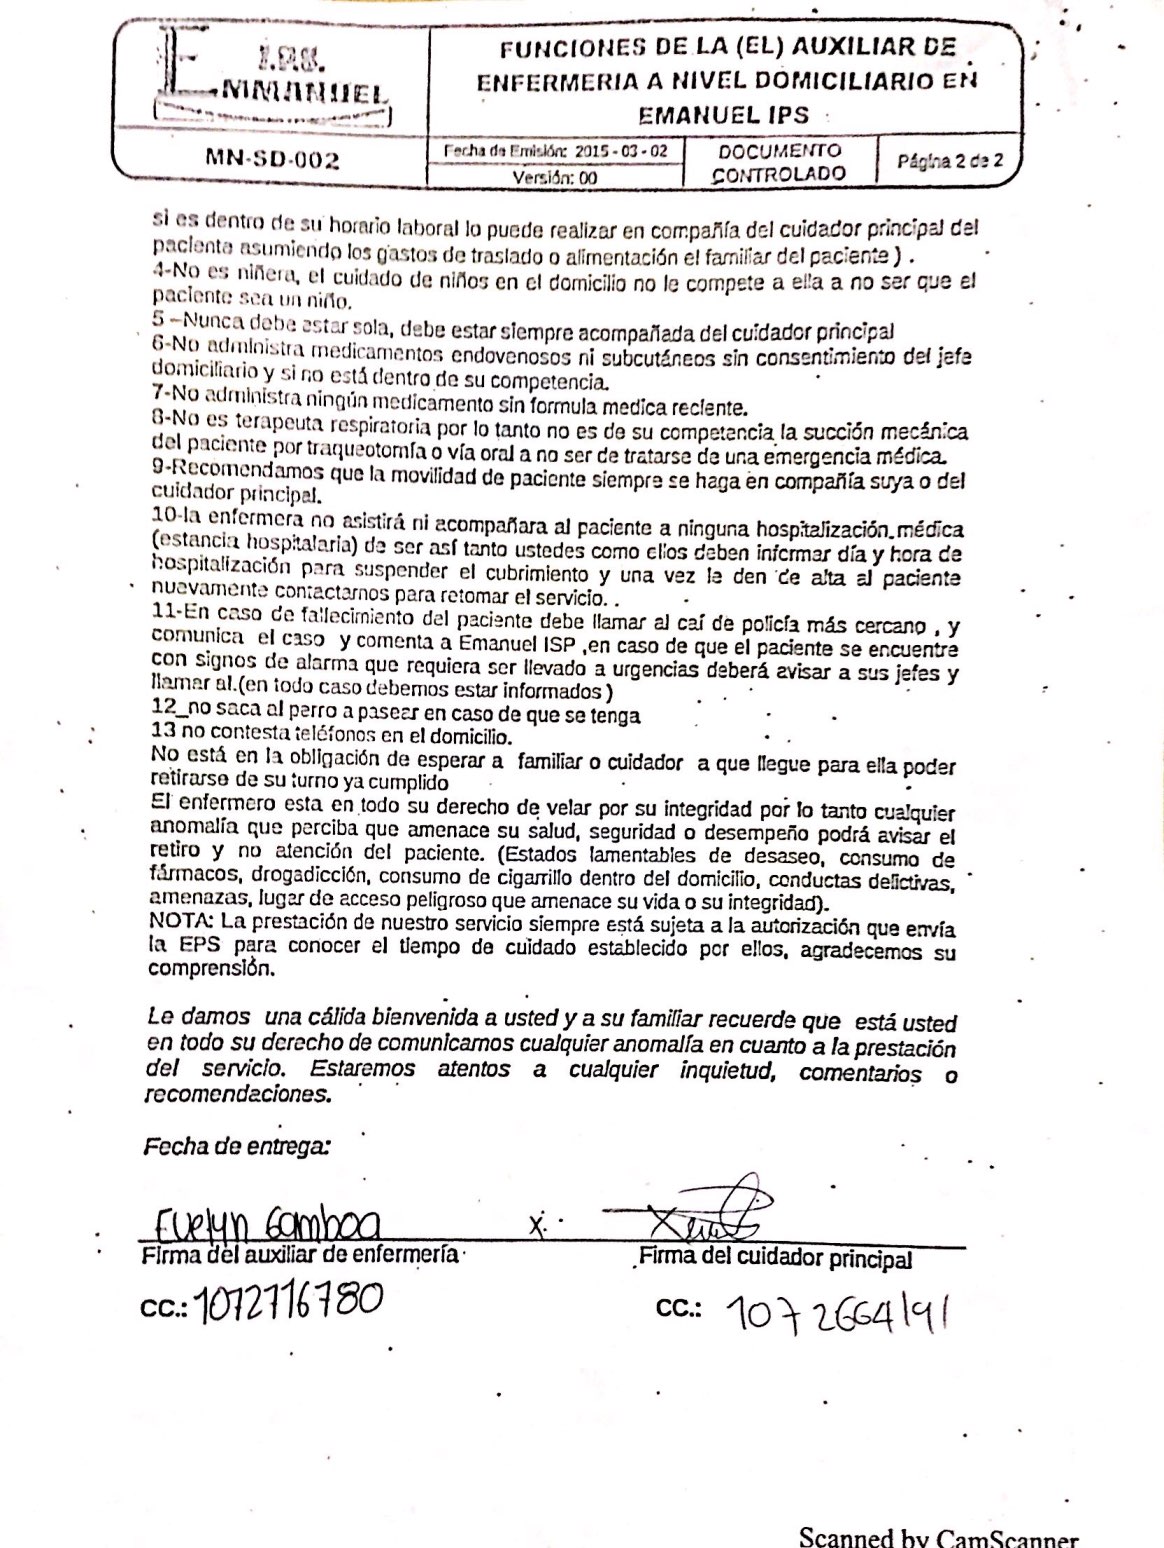 I.P.S.
EMMANUEL
FUNCIONES DE LA (EL) AUXILIAR DE
ENFERMERIA A NIVEL DOMICILIARIO EN
EMANUEL IPS
MN-SD-002
Fecha de Emisión: 2015 - 03 - 02
Versión: 00
DOCUMENTO
CONTROLADO
Página 2 de 2
si es dentro de su horario laboral lo puede realizar en compañía del cuidador principal del
paciente asumiendo los gastos de traslado o alimentación el familiar del paciente ) .
4-No es niñera, el cuidado de niños en el domicilio no le compete a ella a no ser que el
paciente sea un niño.
5 –Nunca debe estar sola, debe estar siempre acompañada del cuidador principal
6-No administra medicamentos endovenosos ni subcutáneos sin consentimiento del jefe
domiciliario y si no está dentro de su competencia.
7-No administra ningún medicamento sin formula medica reciente.
8-No es terapeuta respiratoria por lo tanto no es de su competencia la succión mecánica
del paciente por traqueotomía o vía oral a no ser de tratarse de una emergencia médica.
9-Recomendamos que la movilidad de paciente siempre se haga en compañía suya o del
cuidador principal.
10-la enfermera no asistirá ni acompañara al paciente a ninguna hospitalización médica
(estancia hospitalaria) de ser así tanto ustedes como ellos deben informar día y hora de
hospitalización para suspender el cubrimiento y una vez le den de alta al paciente
nuevamente contactarnos para retomar el servicio. .
11-En caso de fallecimiento del paciente debe llamar al caí de policía más cercano , y
comunica el caso y comenta a Emanuel ISP ,en caso de que el paciente se encuentre
con signos de alarma que requiera ser llevado a urgencias deberá avisar a sus jefes y
llamar al.(en todo caso debemos estar informados )
12_no saca al perro a pasear en caso de que se tenga
13 no contesta teléfonos en el domicilio.
No está en la obligación de esperar a familiar o cuidador a que llegue para ella poder
retirarse de su turno ya cumplido
El enfermero esta en todo su derecho de velar por su integridad por lo tanto cualquier
anomalía que perciba que amenace su salud, seguridad o desempeño podrá avisar el
retiro y no atención del paciente. (Estados lamentables de desaseo, consumo de
fármacos, drogadicción, consumo de cigarrillo dentro del domicilio, conductas delictivas,
amenazas, lugar de acceso peligroso que amenace su vida o su integridad).
NOTA: La prestación de nuestro servicio siempre está sujeta a la autorización que envía
la EPS para conocer el tiempo de cuidado establecido por ellos, agradecemos su
comprensión.
Le damos una cálida bienvenida a usted y a su familiar recuerde que está usted
en todo su derecho de comunicarnos cualquier anomalía en cuanto a la prestación
del servicio. Estaremos atentos a cualquier inquietud, comentarios o
recomendaciones.
Fecha de entrega:
Evelyn Gamboa
X.
Firma del auxiliar de enfermería
Firma del cuidador principal
CC.: 1072716780
CC.: 1072664191
Scanned by CamScanner